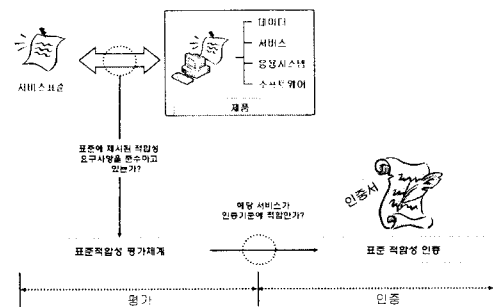 데이터
서비스
응용시스템
소프트웨어
서비스표준
제품
표준에 제시된 적합성
요구사항을 준수하고
있는가?
해당 서비스가
인증기준에 적합한가?
인증서
표준적합성 평가체계
표준 적합성 인증
평가
인증